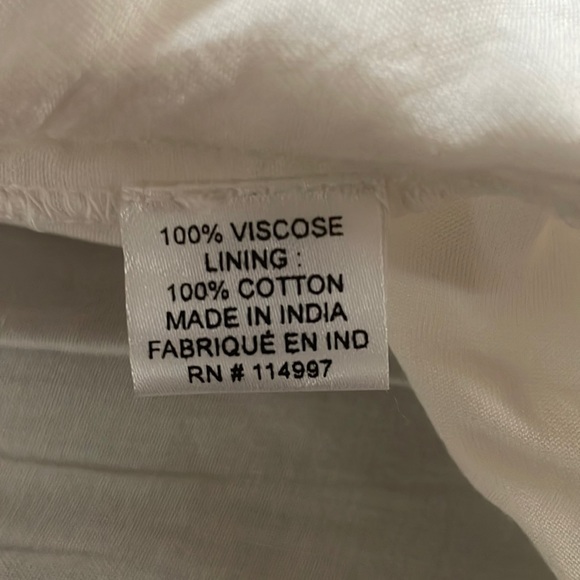 100% VISCOSE
LINING :
100% COTTON
MADE IN INDIA
FABRIQUÉ EN IND
RN # 114997